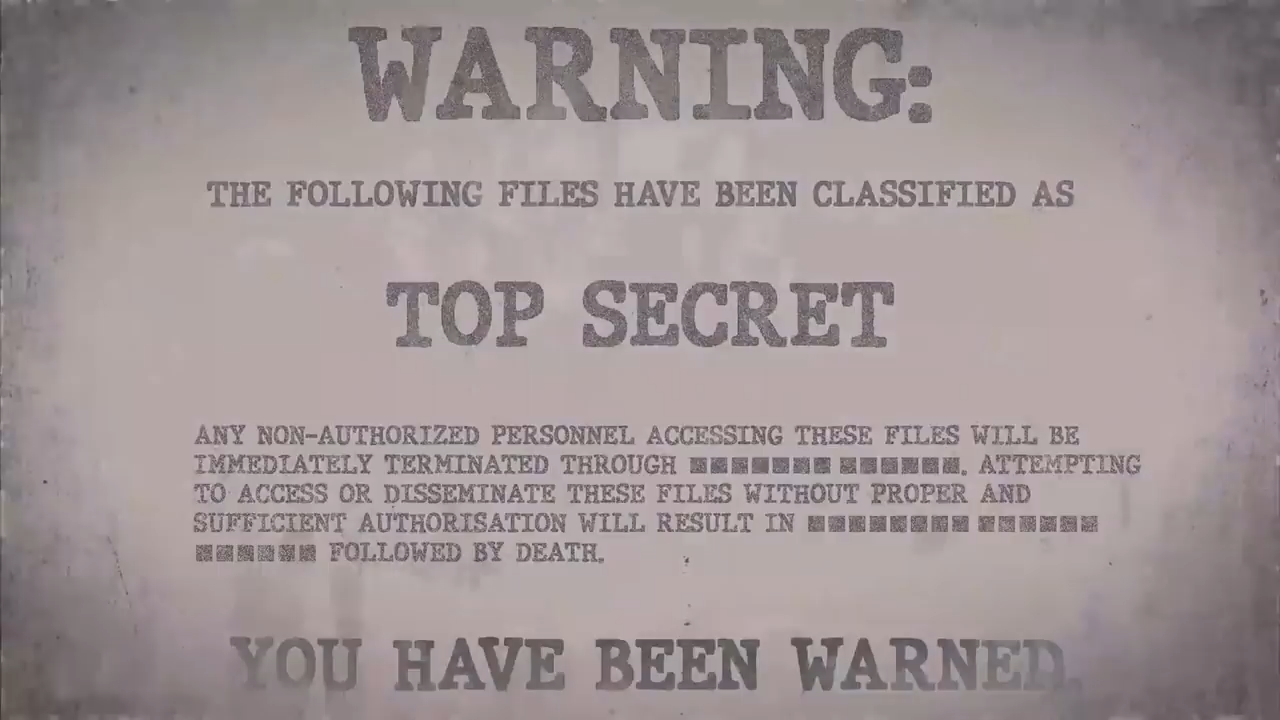 WARNING:
THE FOLLOWING FILES HAVE BEEN CLASSIFIED AS
TOP SECRET
ANY NON-AUTHORIZED PERSONNEL ACCESSING THESE FILES WILL BE
IMMEDIATELY TERMINATED THROUGH ■■■■■■■ ■■■■■■. ATTEMPTING
TO ACCESS OR DISSEMINATE THESE FILES WITHOUT PROPER AND
SUFFICIENT AUTHORISATION WILL RESULT IN ■■■■■■■■ ■■■■■■
■■■■■■ FOLLOWED BY DEATH.
YOU HAVE BEEN WARNED.